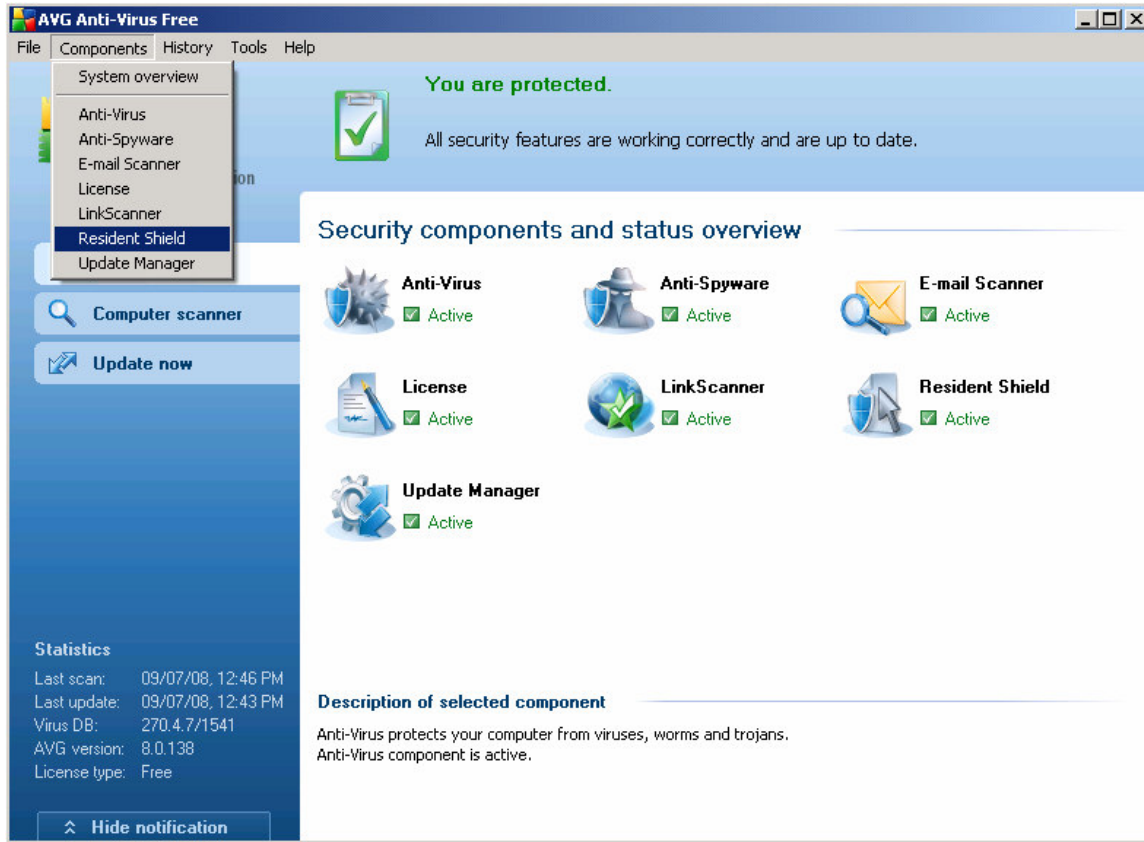 AVG Anti-Virus Free
File Components History Tools Help
System overview
Anti-Virus
Anti-Spyware
E-mail Scanner
License
LinkScanner
Resident Shield
Update Manager
You are protected.
All security features are working correctly and are up to date.
Computer scanner
Update now
Security components and status overview
Anti-Virus
Active
Anti-Spyware
Active
E-mail Scanner
Active
License
Active
LinkScanner
Active
Resident Shield
Active
Update Manager
Active
Statistics
Last scan: 09/07/08, 12:46 PM
Last update: 09/07/08, 12:43 PM
Virus DB: 270.4.7/1541
AVG version: 8.0.138
License type: Free
Hide notification
Description of selected component
Anti-Virus protects your computer from viruses, worms and trojans.
Anti-Virus component is active.